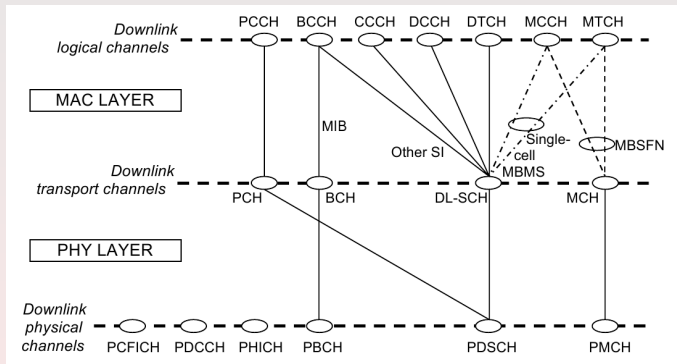 Downlink
logical channels
PCCH BCCH CCCH DCCH DTCH MCCH MTCH
MAC LAYER
MIB
Other SI
Single-
cell
MBMS
MBSFN
Downlink
transport channels
PCH BCH DL-SCH MCH
PHY LAYER
Downlink
physical
channels
PCFICH PDCCH PHICH PBCH PDSCH PMCH